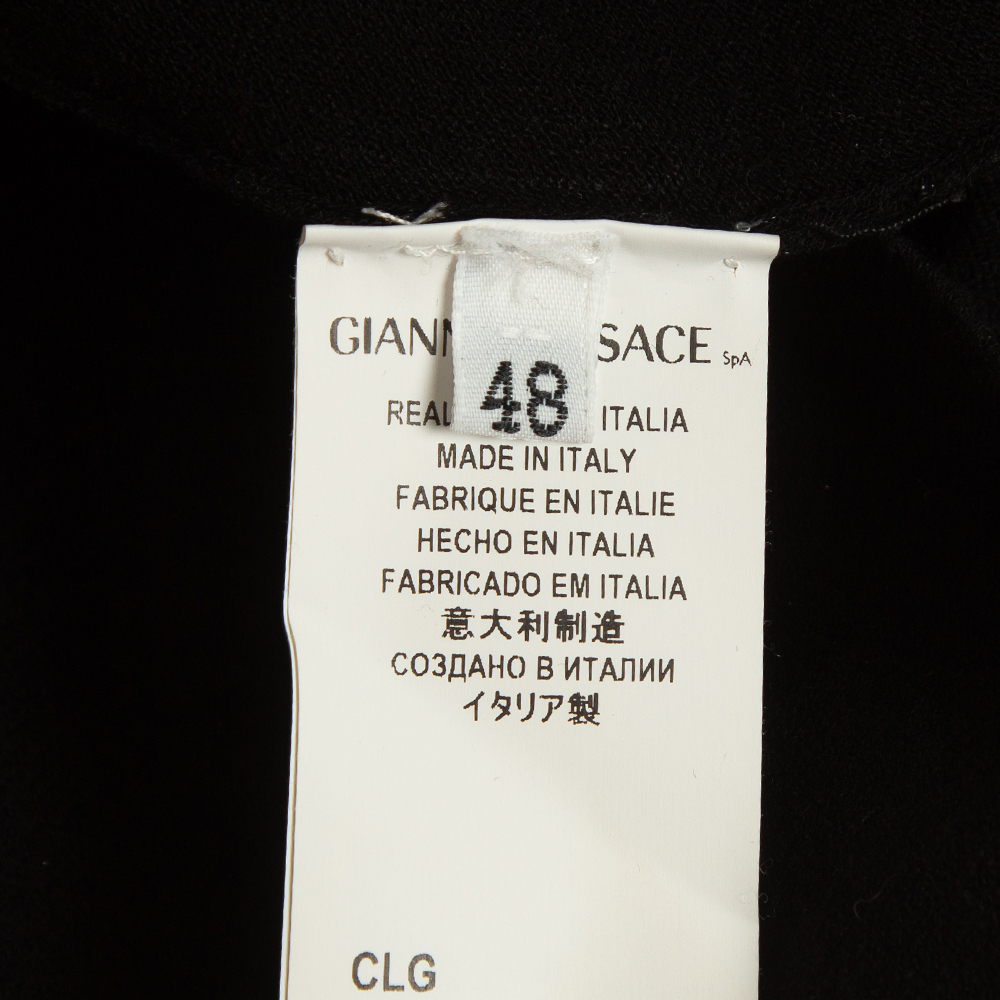 GIANN SACE SpA
48
REAL ITALIA
MADE IN ITALY
FABRIQUE EN ITALIE
HECHO EN ITALIA
FABRICADO EM ITALIA
意大利制造
СОЗДАНО В ИТАЛИИ
イタリア製
CLG